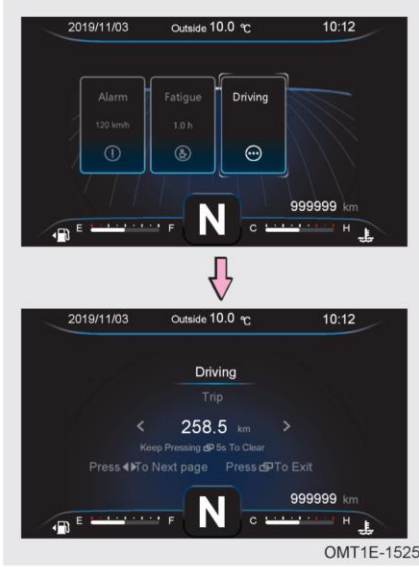 2019/11/03 Outside 10.0 ℃ 10:12
Alarm Fatigue Driving
120 km/h 1.0 h
999999 km
E F N C H
2019/11/03 Outside 10.0 ℃ 10:12
Driving
Trip
< 258.5 km >
Keep Pressing 5s To Clear
Press To Next page Press To Exit
999999 km
E F N C H
OMT1E-1525